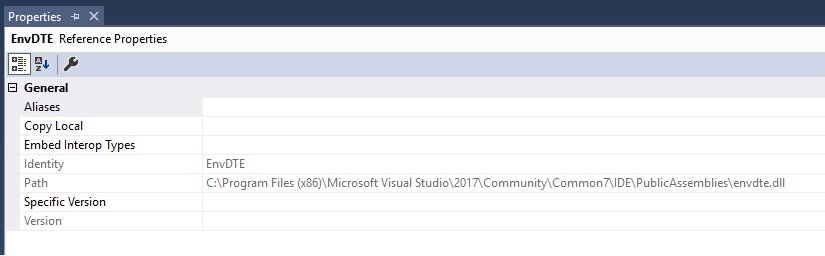 Properties
EnvDTE Reference Properties
General
Aliases
Copy Local
Embed Interop Types
Identity EnvDTE
Path C:\Program Files (x86)\Microsoft Visual Studio\2017\Community\Common7\IDE\PublicAssemblies\envdte.dll
Specific Version
Version